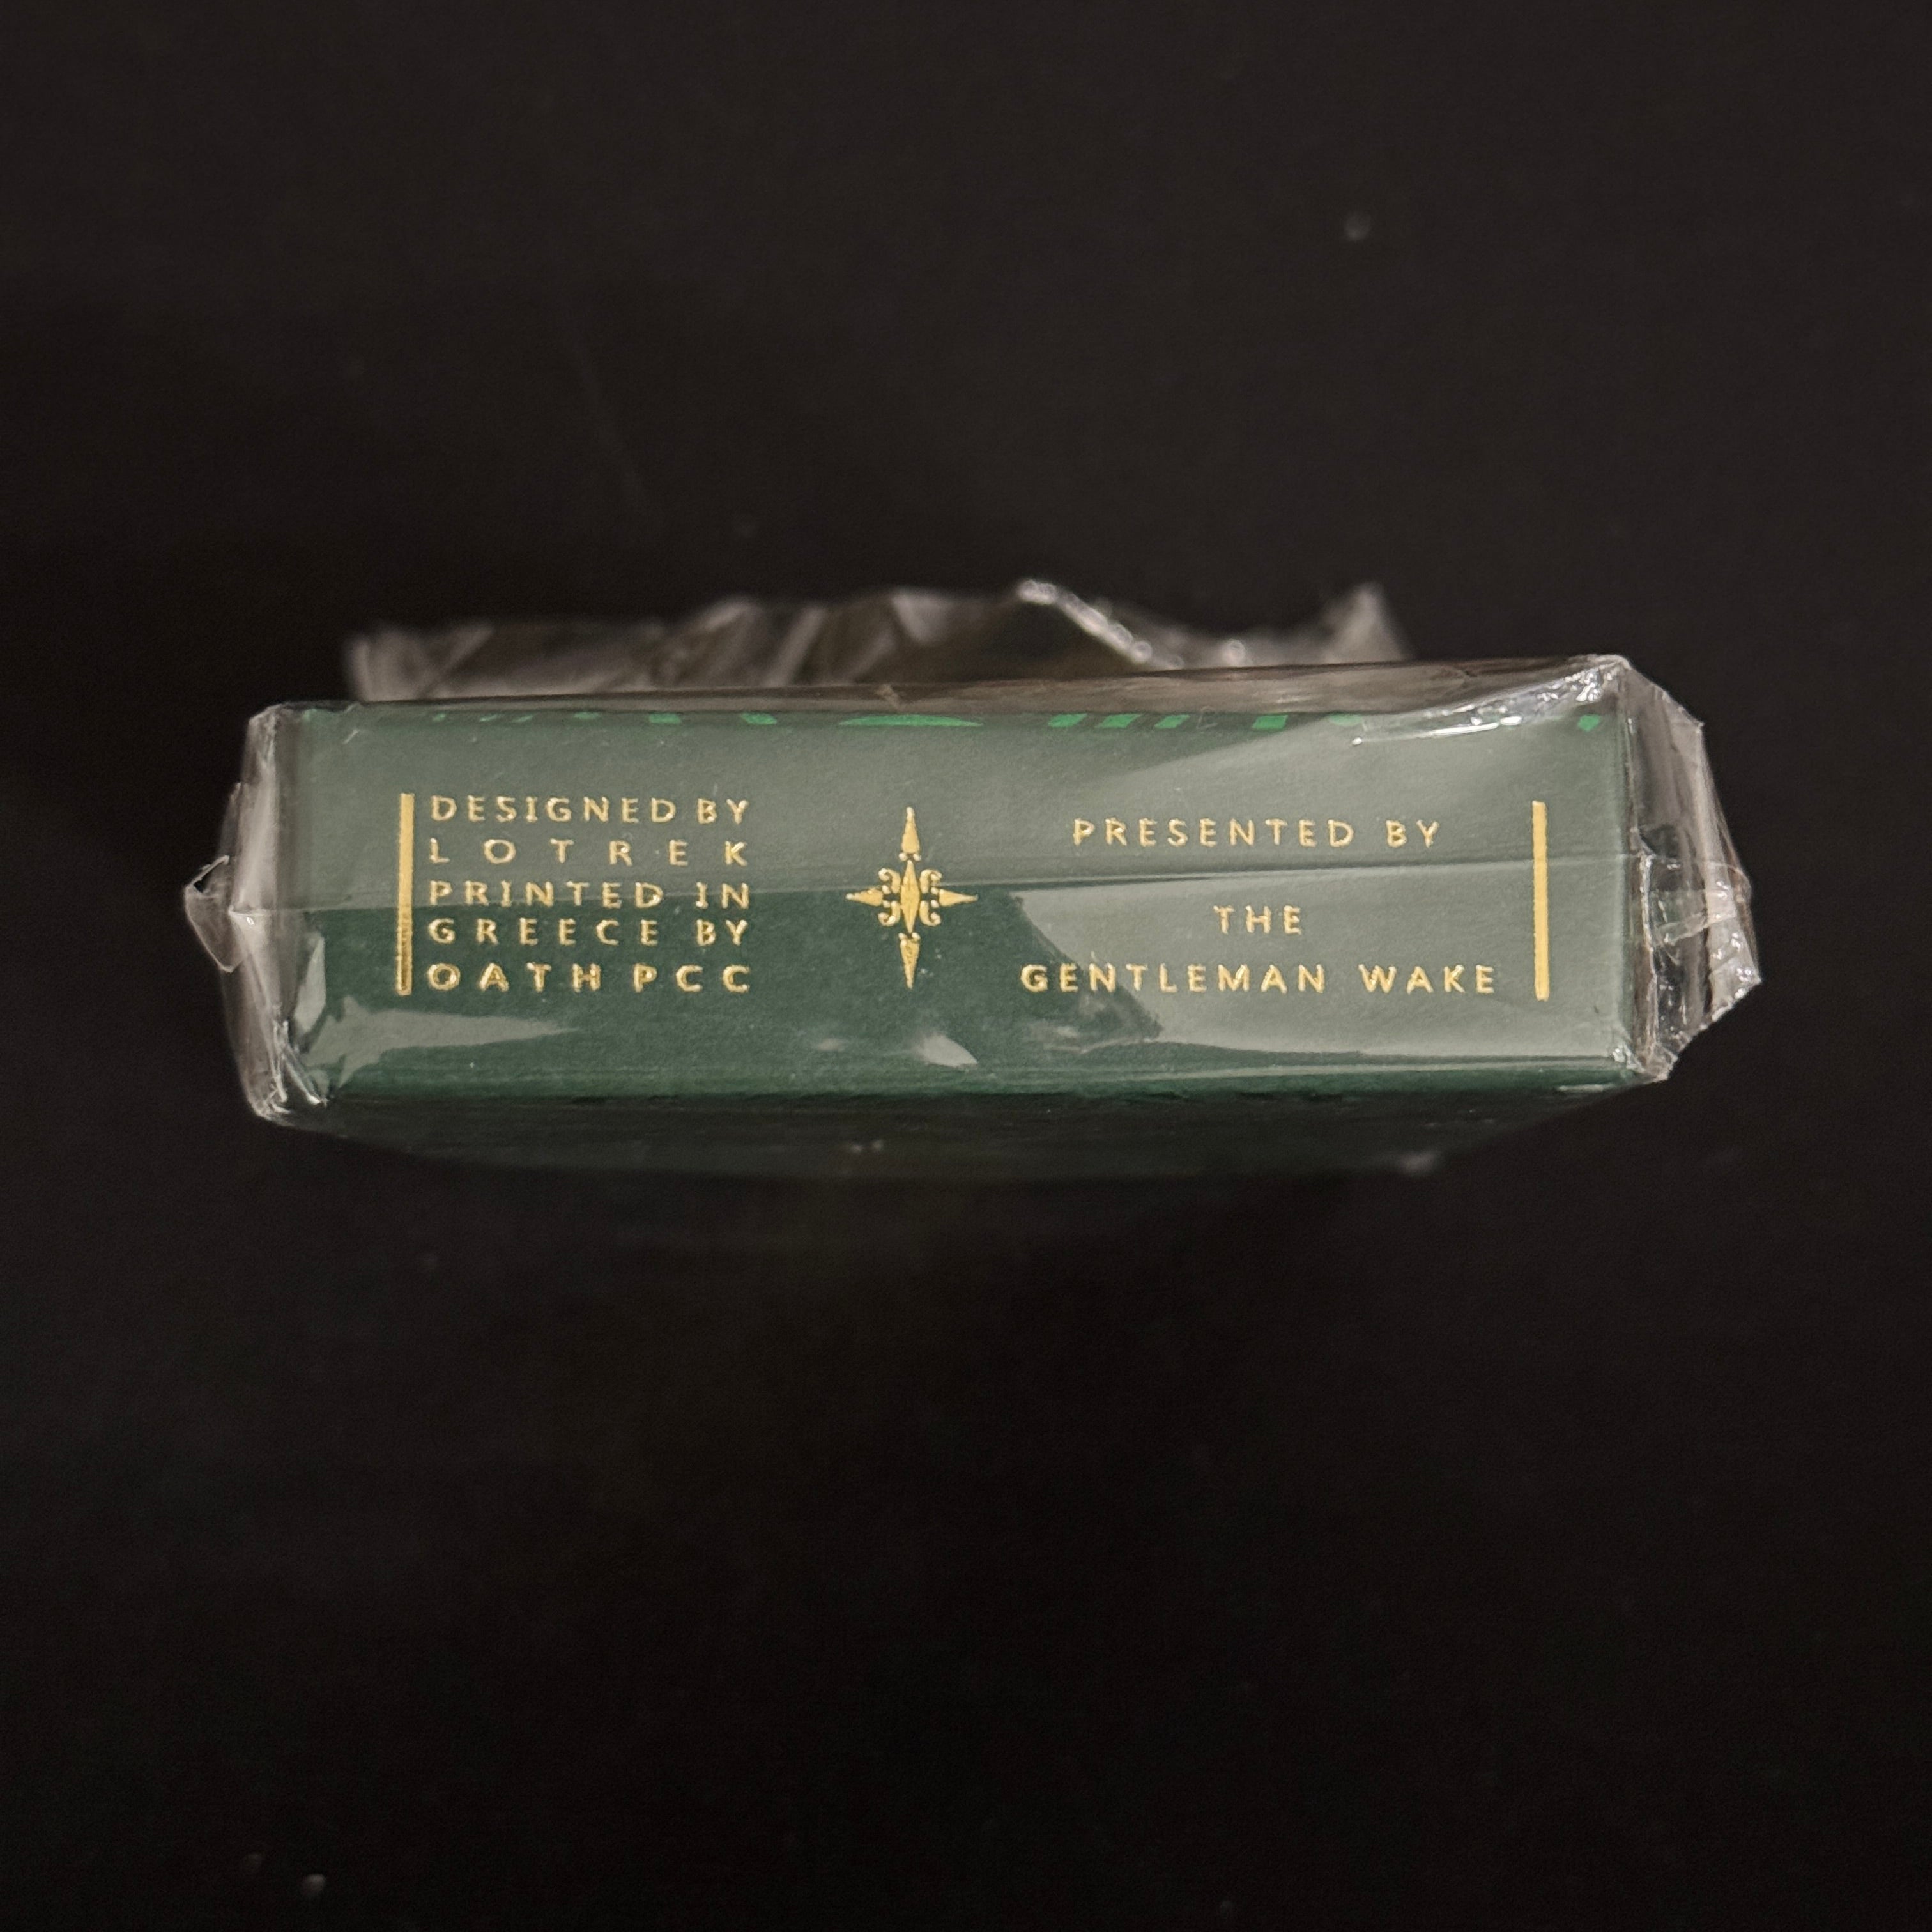 DESIGNED BY
LOTREK
PRINTED IN
GREECE BY
OATH PCC
PRESENTED BY
THE
GENTLEMAN WAKE